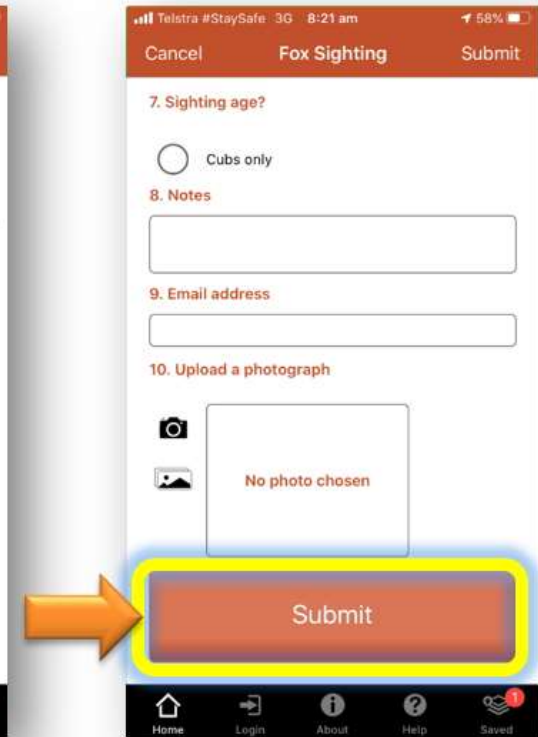 Telstra #StaySafe 3G 8:21 am 58%
Cancel Fox Sighting Submit
7. Sighting age?
Cubs only
8. Notes
9. Email address
10. Upload a photograph
No photo chosen
Submit
1
Home Login About Help Saved